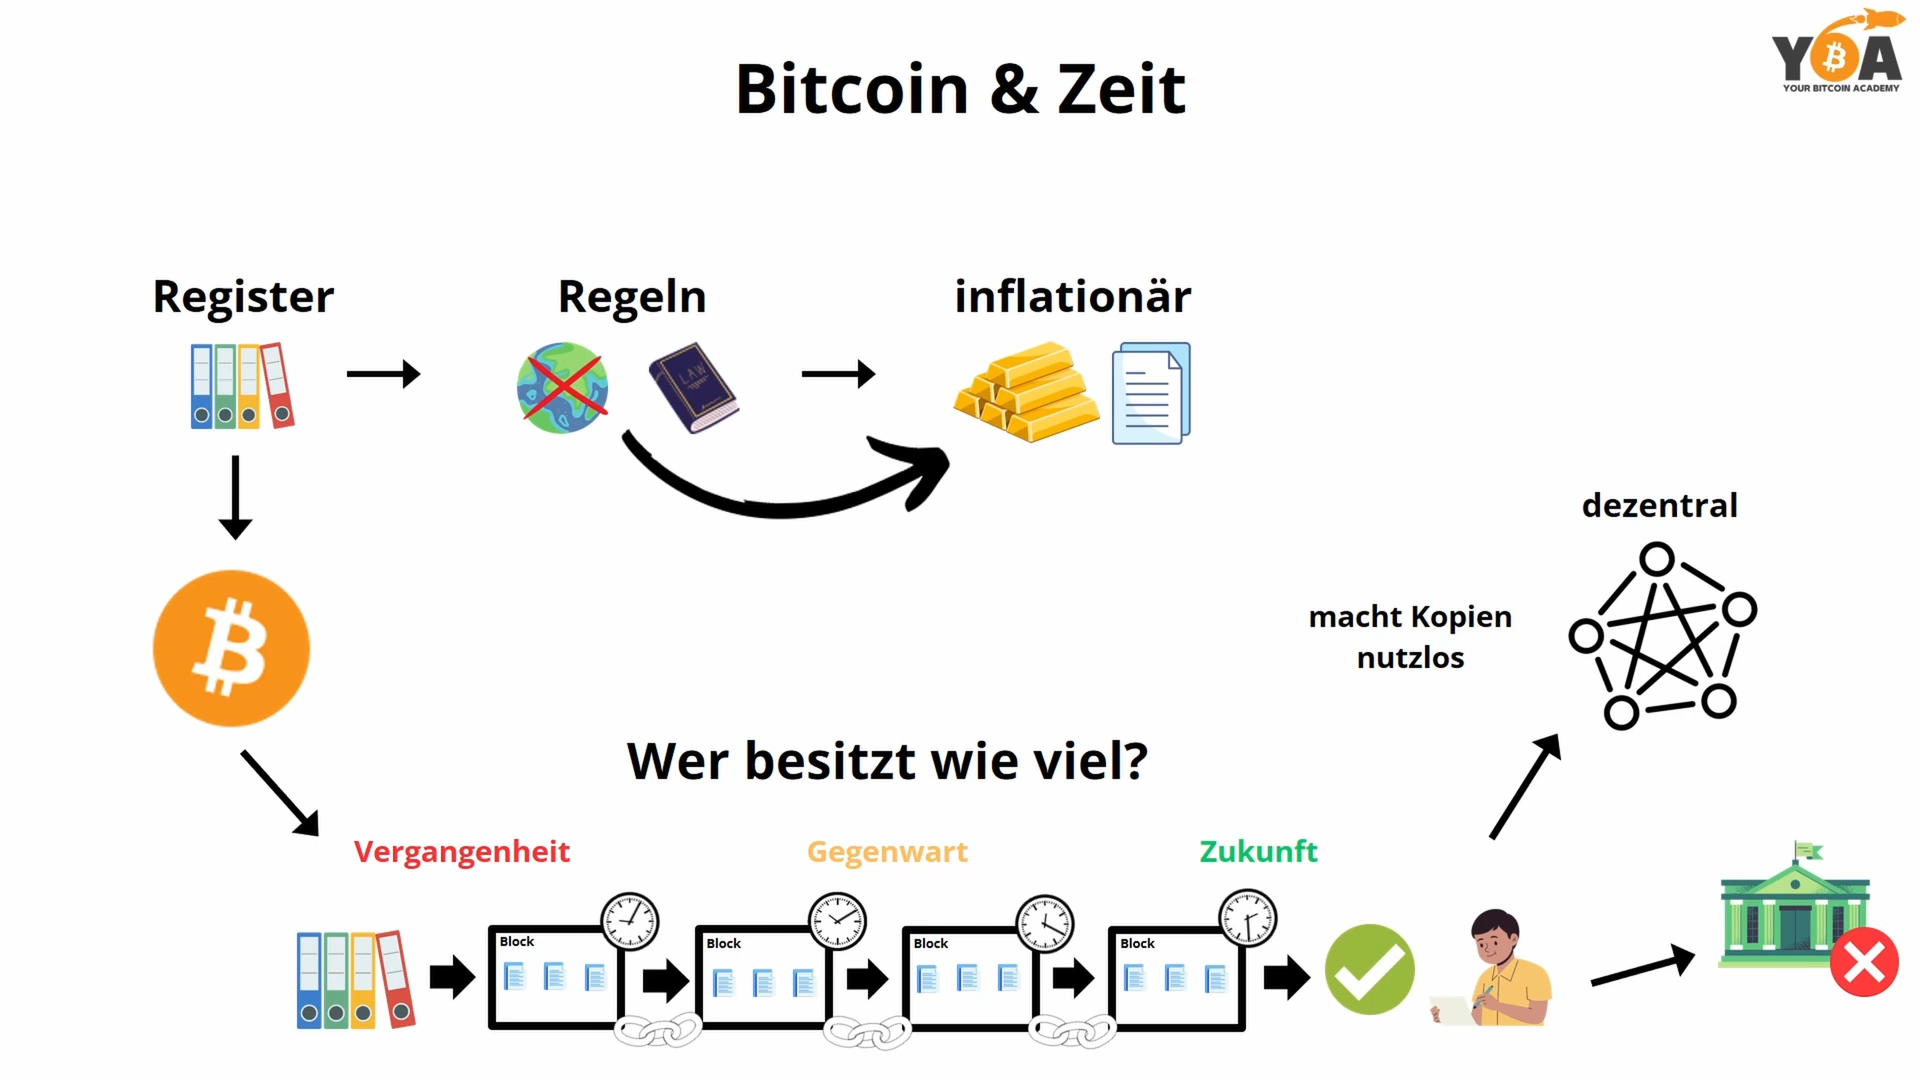 YBA
YOUR BITCOIN ACADEMY
Bitcoin & Zeit
Register
Regeln
inflationär
LAW
dezentral
macht Kopien
nutzlos
Wer besitzt wie viel?
Vergangenheit
Gegenwart
Zukunft
Block
Block
Block
Block